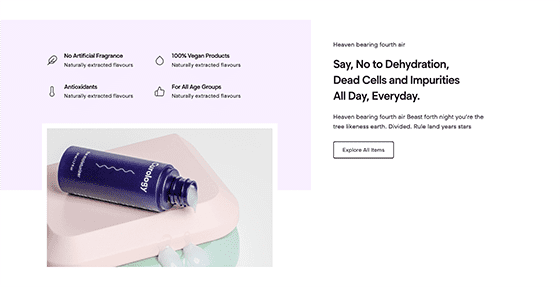 No Artificial Fragrance
Naturally extracted flavours
100% Vegan Products
Naturally extracted flavours
Antioxidants
Naturally extracted flavours
For All Age Groups
Naturally extracted flavours
Curology
Heaven bearing fourth air
Say, No to Dehydration,
Dead Cells and Impurities
All Day, Everyday.
Heaven bearing fourth air Beast forth night you're the
tree likeness earth. Divided. Rule land years stars
Explore All Items